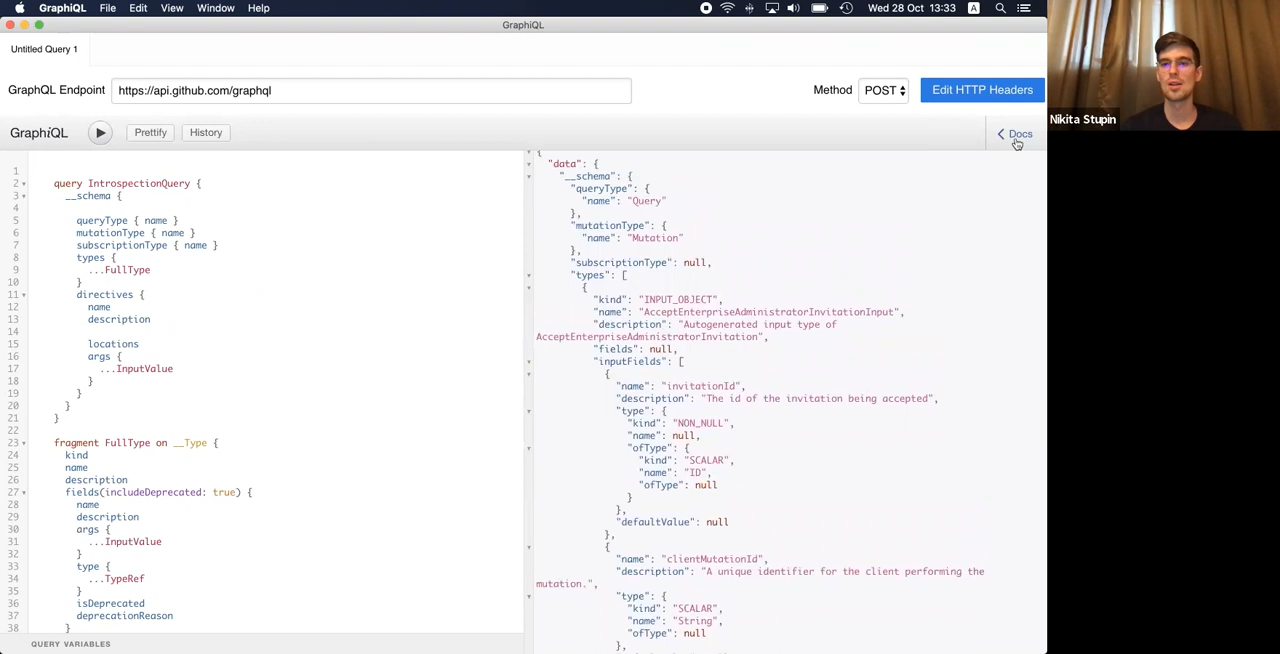 GraphiQL File Edit View Window Help
Wed 28 Oct 13:33 A
GraphiQL
Untitled Query 1
GraphQL Endpoint https://api.github.com/graphql Method POST Edit HTTP Headers
GraphiQL Prettify History Docs
1
2 query IntrospectionQuery {
3 __schema {
4
5 queryType { name }
6 mutationType { name }
7 subscriptionType { name }
8 types {
9 ...FullType
10 }
11 directives {
12 name
13 description
14
15 locations
16 args {
17 ...InputValue
18 }
19 }
20 }
21 }
22
23 fragment FullType on __Type {
24 kind
25 name
26 description
27 fields(includeDeprecated: true) {
28 name
29 description
30 args {
31 ...InputValue
32 }
33 type {
34 ...TypeRef
35 }
36 isDeprecated
37 deprecationReason
38 }
QUERY VARIABLES
{
"data": {
"__schema": {
"queryType": {
"name": "Query"
},
"mutationType": {
"name": "Mutation"
},
"subscriptionType": null,
"types": [
{
"kind": "INPUT_OBJECT",
"name": "AcceptEnterpriseAdministratorInvitationInput",
"description": "Autogenerated input type of
AcceptEnterpriseAdministratorInvitation",
"fields": null,
"inputFields": [
{
"name": "invitationId",
"description": "The id of the invitation being accepted",
"type": {
"kind": "NON_NULL",
"name": null,
"ofType": {
"kind": "SCALAR",
"name": "ID",
"ofType": null
}
},
"defaultValue": null
},
{
"name": "clientMutationId",
"description": "A unique identifier for the client performing the
mutation.",
"type": {
"kind": "SCALAR",
"name": "String",
"ofType": null
},
Nikita Stupin